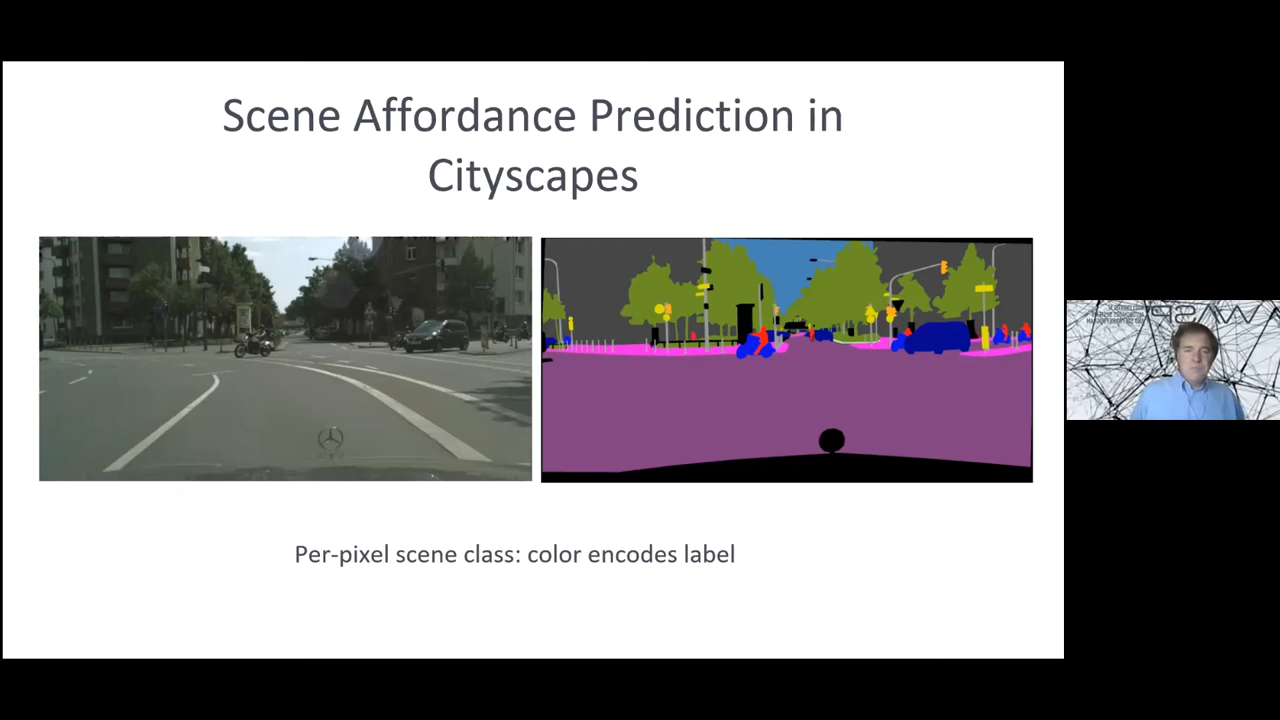 Scene Affordance Prediction in
Cityscapes
Per-pixel scene class: color encodes label